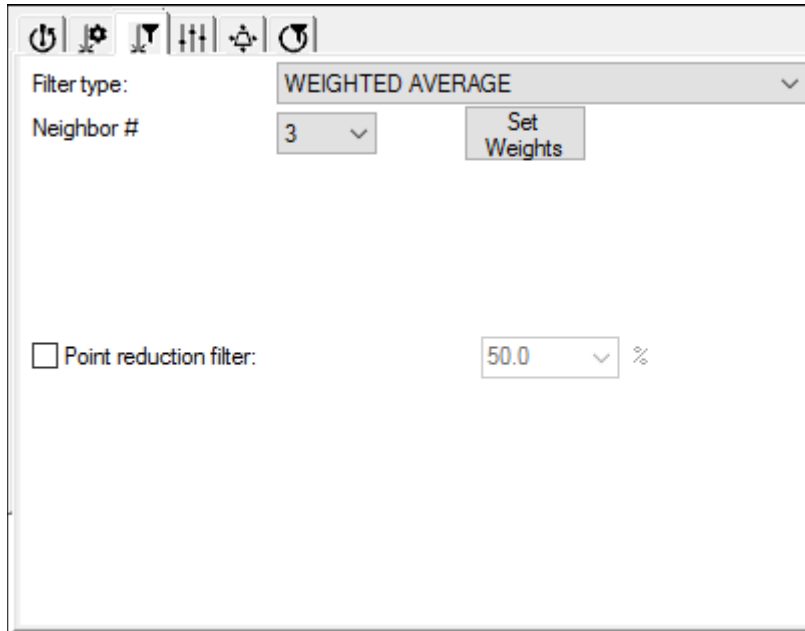 Filter type: WEIGHTED AVERAGE
Neighbor # 3 Set
Weights
Point reduction filter: 50.0 %